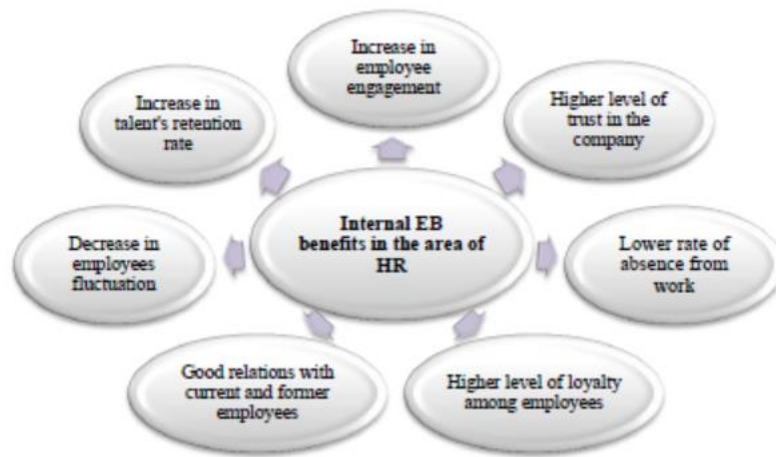 Increase in
employee
engagement
Increase in
talent's retention
rate
Higher level of
trust in the
company
Internal EB
benefits in the area of
HR
Decrease in
employees
fluctuation
Lower rate of
absence from
work
Good relations with
current and former
employees
Higher level of loyalty
among employees